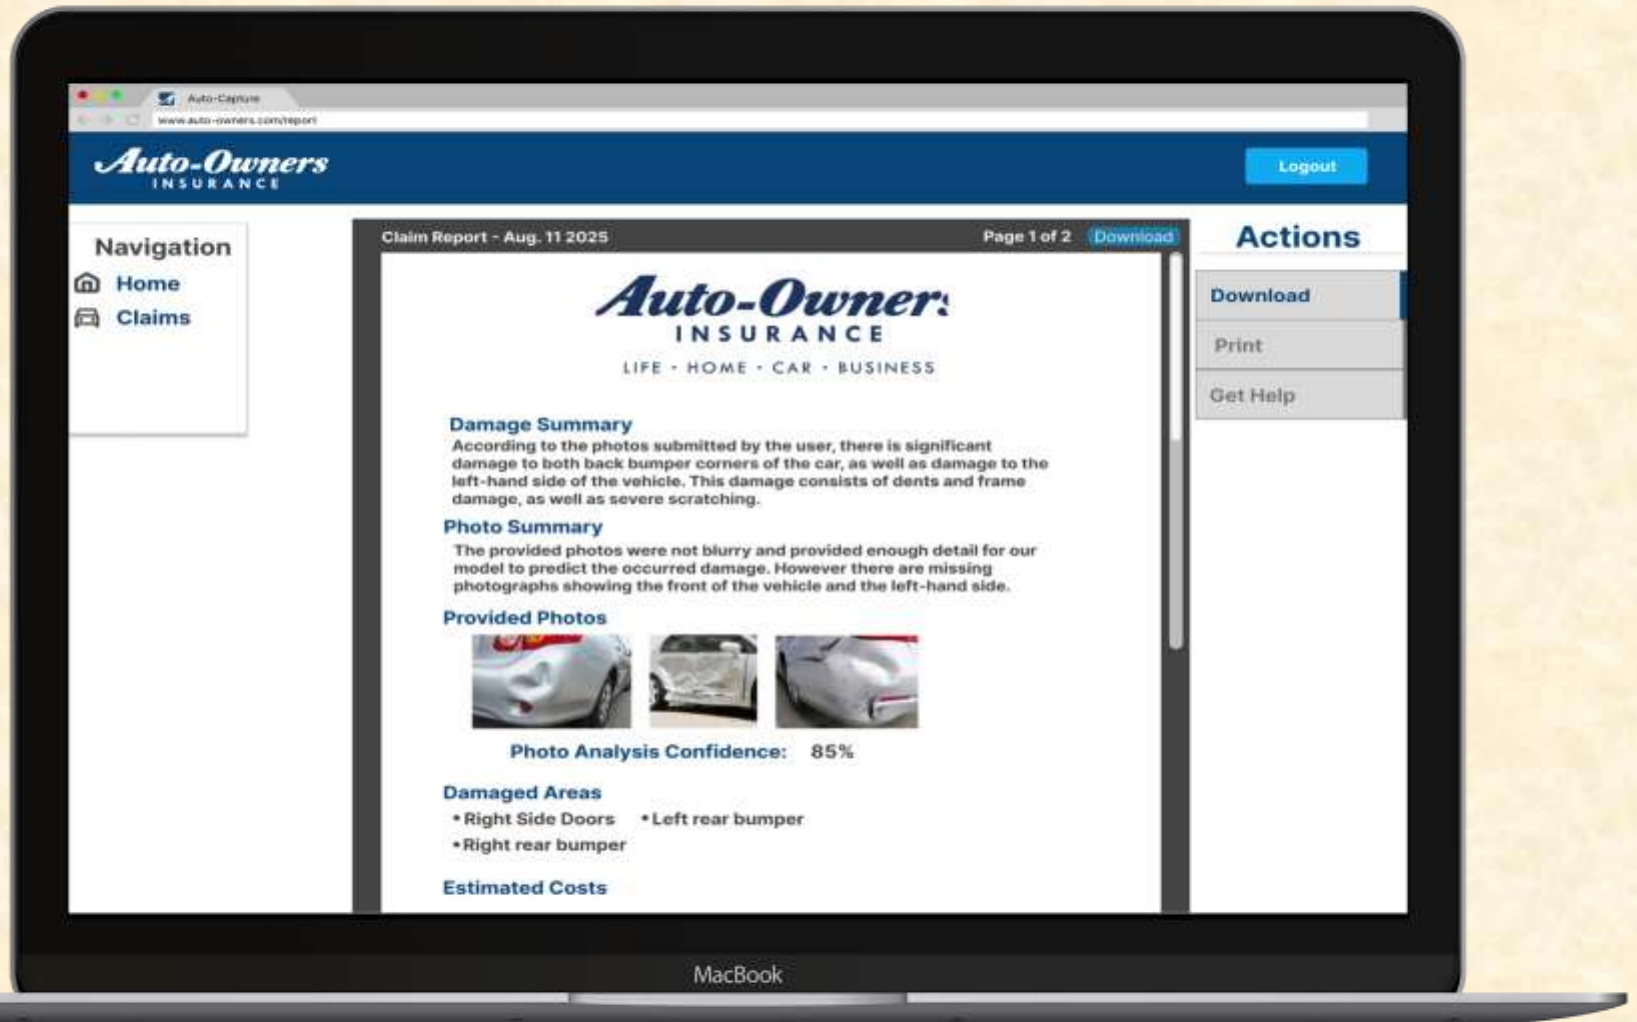 Auto-Capture
www.auto-owners.com/report
Auto-Owners
INSURANCE
Logout
Navigation
Home
Claims
Claim Report - Aug. 11 2025
Page 1 of 2 Download
Auto-Owners
INSURANCE
LIFE • HOME • CAR • BUSINESS
Damage Summary
According to the photos submitted by the user, there is significant
damage to both back bumper corners of the car, as well as damage to the
left-hand side of the vehicle. This damage consists of dents and frame
damage, as well as severe scratching.
Photo Summary
The provided photos were not blurry and provided enough detail for our
model to predict the occurred damage. However there are missing
photographs showing the front of the vehicle and the left-hand side.
Provided Photos
Photo Analysis Confidence: 85%
Damaged Areas
• Right Side Doors • Left rear bumper
• Right rear bumper
Estimated Costs
Actions
Download
Print
Get Help
MacBook